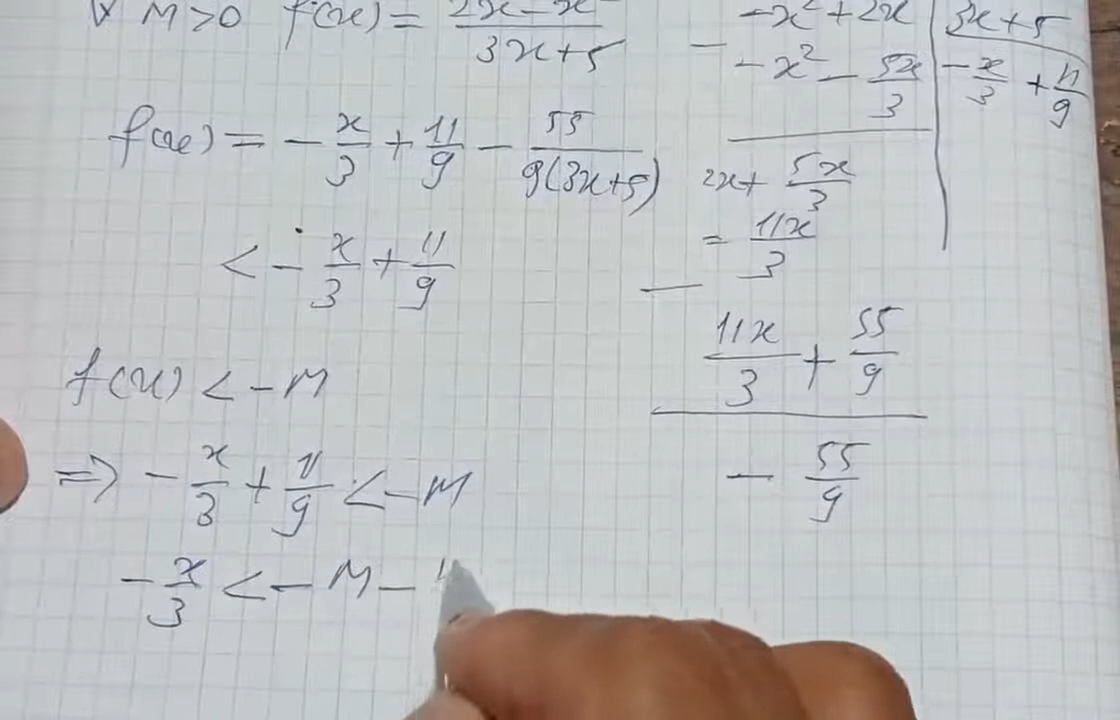 ∀ M>0 f(x) = (2x-x²)/(3x+5)
f(x) = -x/3 + 11/9 - 55/(9(3x+5))
< -x/3 + 11/9
f(x) < -M
=> -x/3 + 11/9 < -M
-x/3 < -M -
-x²+2x | 3x+5
- -x² - 5x/3 | -x/3 + 11/9
2x + 5x/3
= 11x/3
- 11x/3 + 55/9
- 55/9